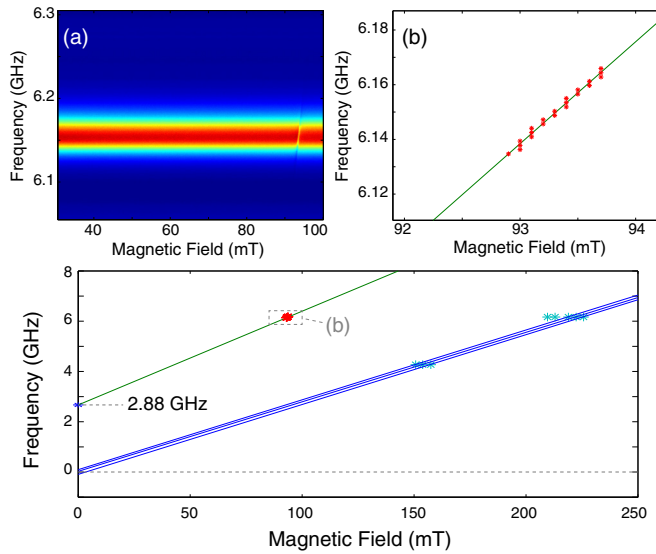 (a)
Frequency (GHz)
6.3
6.2
6.1
40 60 80 100
Magnetic Field (mT)
(b)
Frequency (GHz)
6.18
6.16
6.14
6.12
92 93 94
Magnetic Field (mT)
Frequency (GHz)
8
6
4
2
0
(b)
2.88 GHz
0 50 100 150 200 250
Magnetic Field (mT)